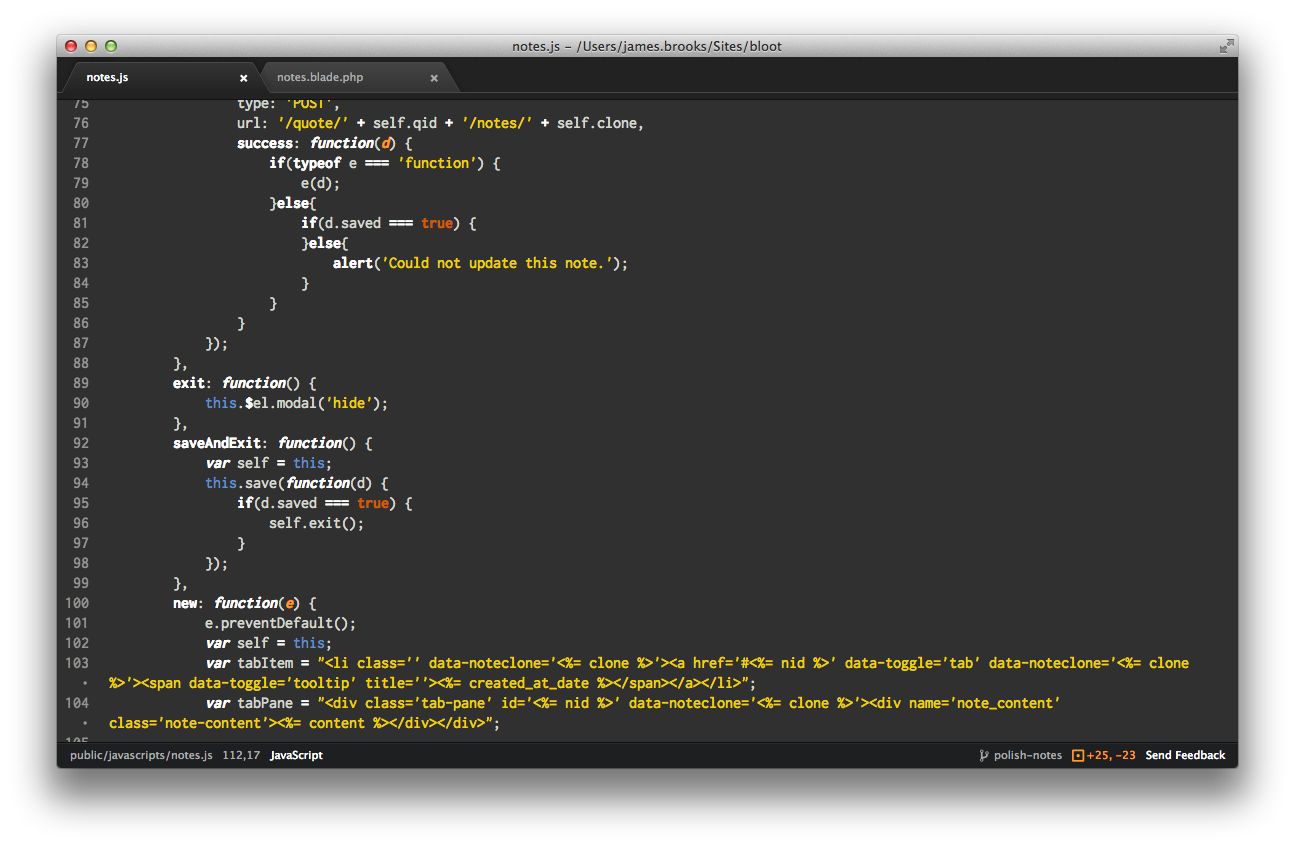 notes.js – /Users/james.brooks/Sites/bloot
notes.js × notes.blade.php ×
75 type: 'POST',
76 url: '/quote/' + self.qid + '/notes/' + self.clone,
77 success: function(d) {
78 if(typeof e === 'function') {
79 e(d);
80 }else{
81 if(d.saved === true) {
82 }else{
83 alert('Could not update this note.');
84 }
85 }
86 }
87 });
88 },
89 exit: function() {
90 this.$el.modal('hide');
91 },
92 saveAndExit: function() {
93 var self = this;
94 this.save(function(d) {
95 if(d.saved === true) {
96 self.exit();
97 }
98 });
99 },
100 new: function(e) {
101 e.preventDefault();
102 var self = this;
103 var tabItem = "<li class='' data-noteclone='<%= clone %>'><a href='#<%= nid %>' data-toggle='tab' data-noteclone='<%= clone
• %>'><span data-toggle='tooltip' title=''><%= created_at_date %></span></a></li>";
104 var tabPane = "<div class='tab-pane' id='<%= nid %>' data-noteclone='<%= clone %>'><div name='note_content'
• class='note-content'><%= content %></div></div>";
105
public/javascripts/notes.js 112,17 JavaScript polish-notes +25, -23 Send Feedback